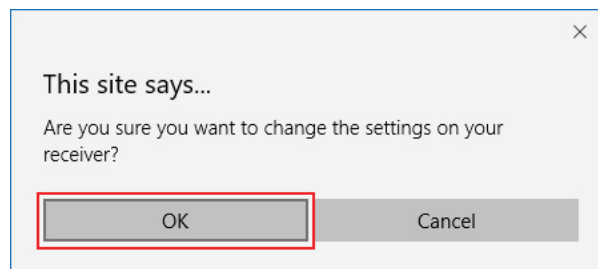 This site says...
Are you sure you want to change the settings on your
receiver?
OK
Cancel